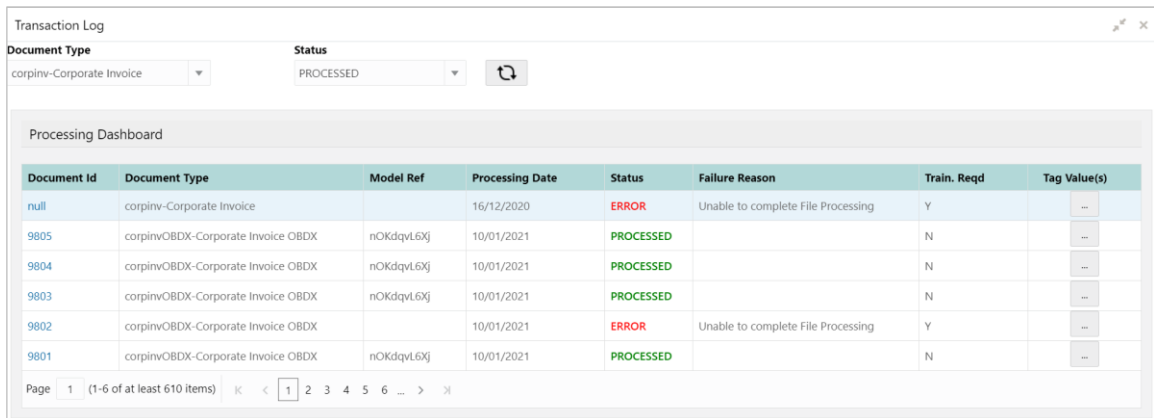 Transaction Log
Document Type Status
corpinv-Corporate Invoice PROCESSED
Processing Dashboard
Document Id Document Type Model Ref Processing Date Status Failure Reason Train. Reqd Tag Value(s)
null corpinv-Corporate Invoice 16/12/2020 ERROR Unable to complete File Processing Y ...
9805 corpinvOBDX-Corporate Invoice OBDX nOKdqvL6Xj 10/01/2021 PROCESSED N ...
9804 corpinvOBDX-Corporate Invoice OBDX nOKdqvL6Xj 10/01/2021 PROCESSED N ...
9803 corpinvOBDX-Corporate Invoice OBDX nOKdqvL6Xj 10/01/2021 PROCESSED N ...
9802 corpinvOBDX-Corporate Invoice OBDX 10/01/2021 ERROR Unable to complete File Processing Y ...
9801 corpinvOBDX-Corporate Invoice OBDX nOKdqvL6Xj 10/01/2021 PROCESSED N ...
Page 1 (1-6 of at least 610 items) 1 2 3 4 5 6 ...